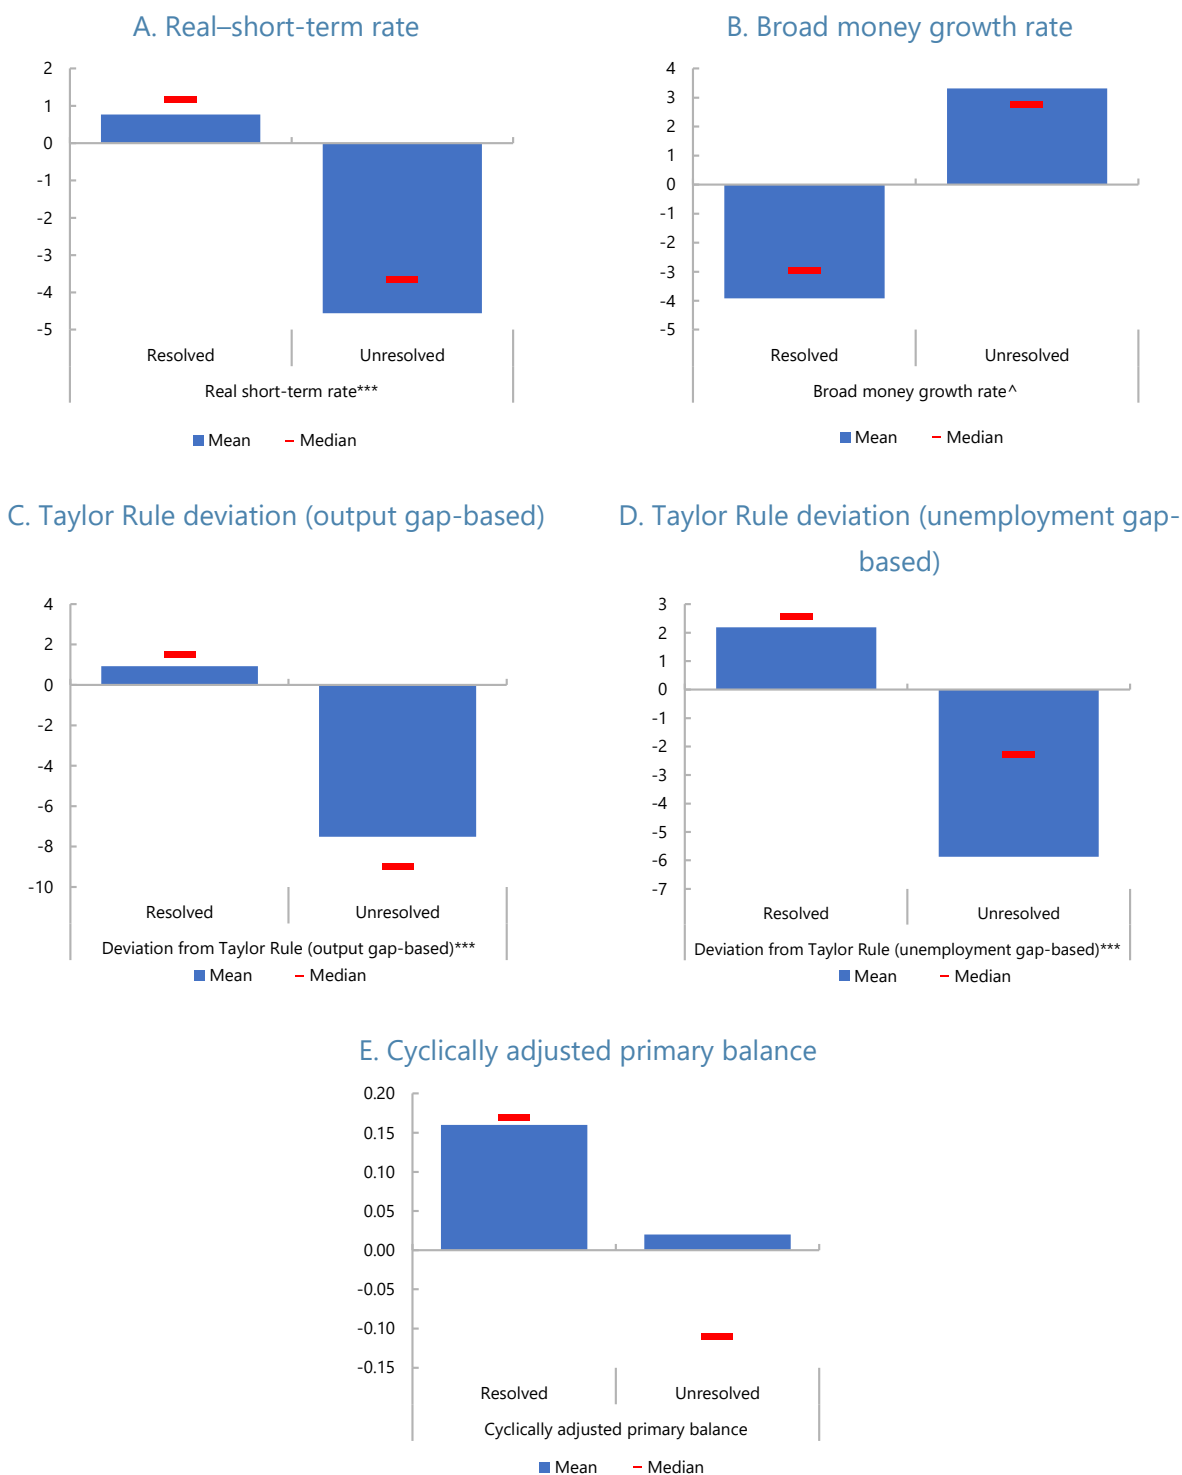 A. Real–short-term rate
2
1
0
-1
-2
-3
-4
-5
Resolved Unresolved
Real short-term rate***
Mean Median
B. Broad money growth rate
4
3
2
1
0
-1
-2
-3
-4
-5
Resolved Unresolved
Broad money growth rate^
Mean Median
C. Taylor Rule deviation (output gap-based)
4
2
0
-2
-4
-6
-8
-10
Resolved Unresolved
Deviation from Taylor Rule (output gap-based)***
Mean Median
D. Taylor Rule deviation (unemployment gap-
based)
3
2
1
0
-1
-2
-3
-4
-5
-6
-7
Resolved Unresolved
Deviation from Taylor Rule (unemployment gap-based)***
Mean Median
E. Cyclically adjusted primary balance
0.20
0.15
0.10
0.05
0.00
-0.05
-0.10
-0.15
Resolved Unresolved
Cyclically adjusted primary balance
Mean Median